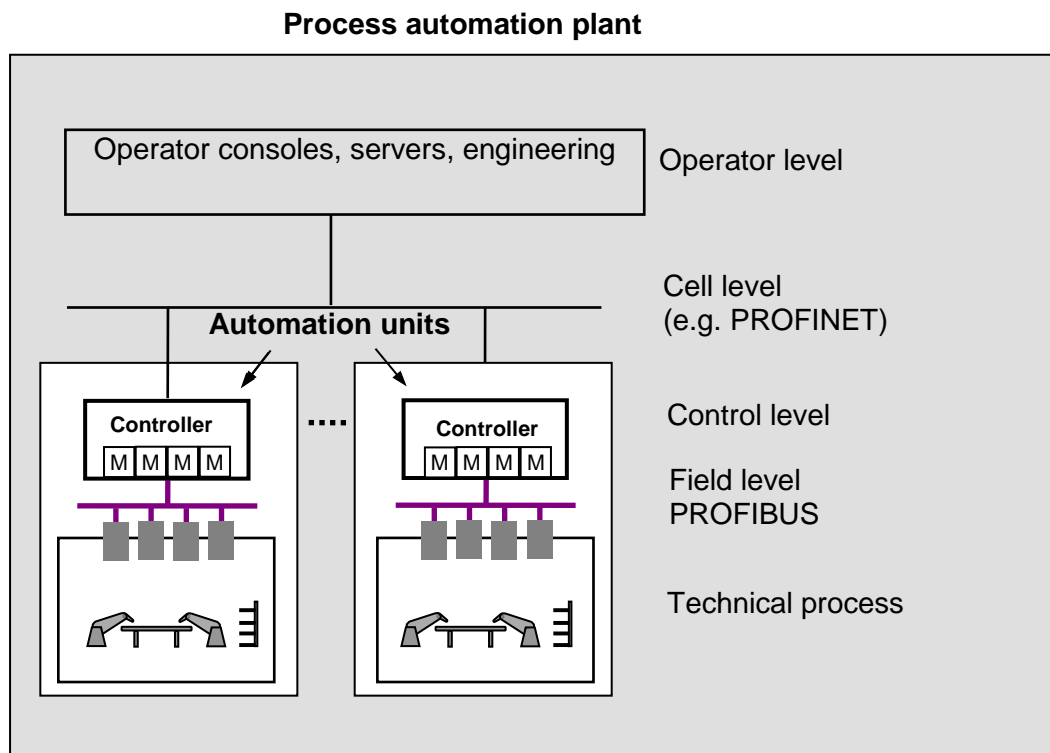 Process automation plant
Operator consoles, servers, engineering
Operator level
Cell level
(e.g. PROFINET)
Automation units
Controller
M M M M
....
Controller
M M M M
Control level
Field level
PROFIBUS
Technical process